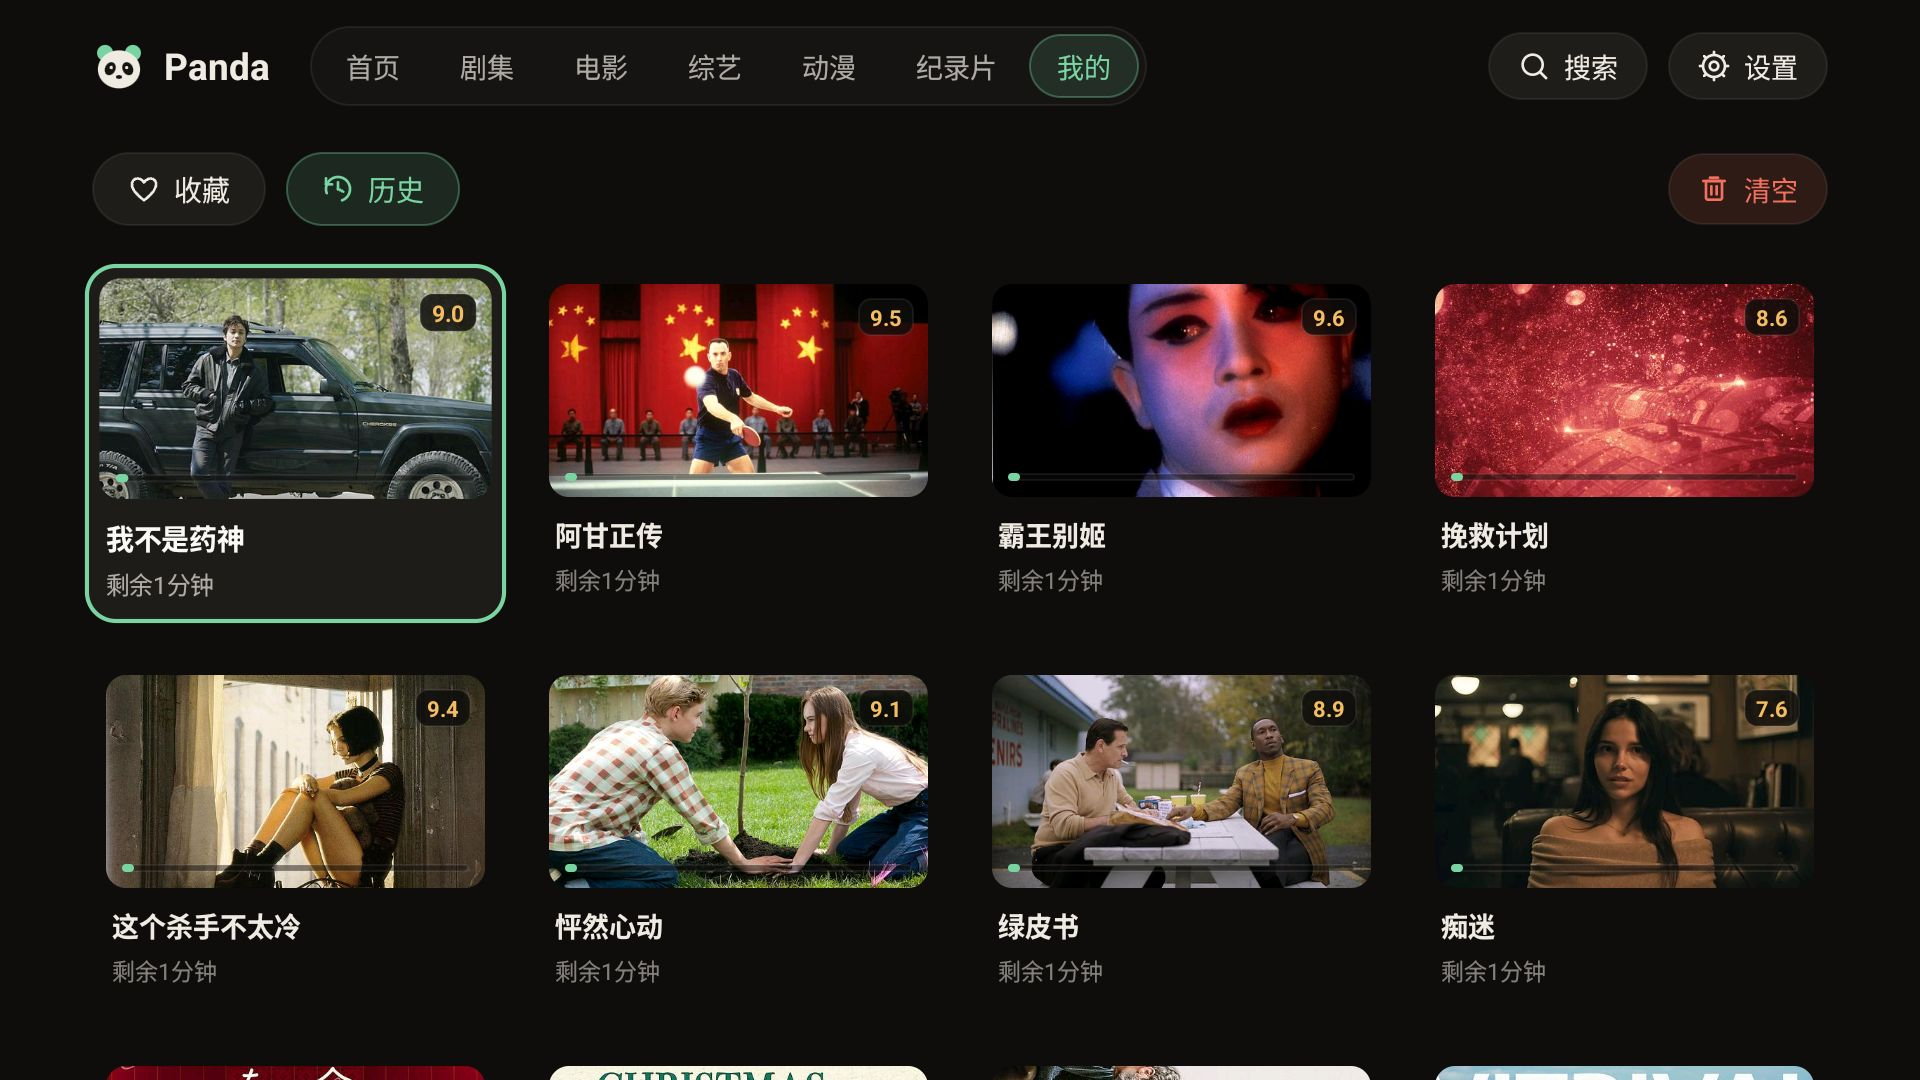 Panda
首页
剧集
电影
综艺
动漫
纪录片
我的
搜索
设置
收藏
历史
清空
9.0
9.5
9.6
8.6
CHEROKEE
我不是药神
阿甘正传
霸王别姬
挽救计划
剩余1分钟
剩余1分钟
剩余1分钟
剩余1分钟
9.4
9.1
8.9
7.6
这个杀手不太冷
怦然心动
绿皮书
痴迷
剩余1分钟
剩余1分钟
剩余1分钟
剩余1分钟
CHRISTMAS